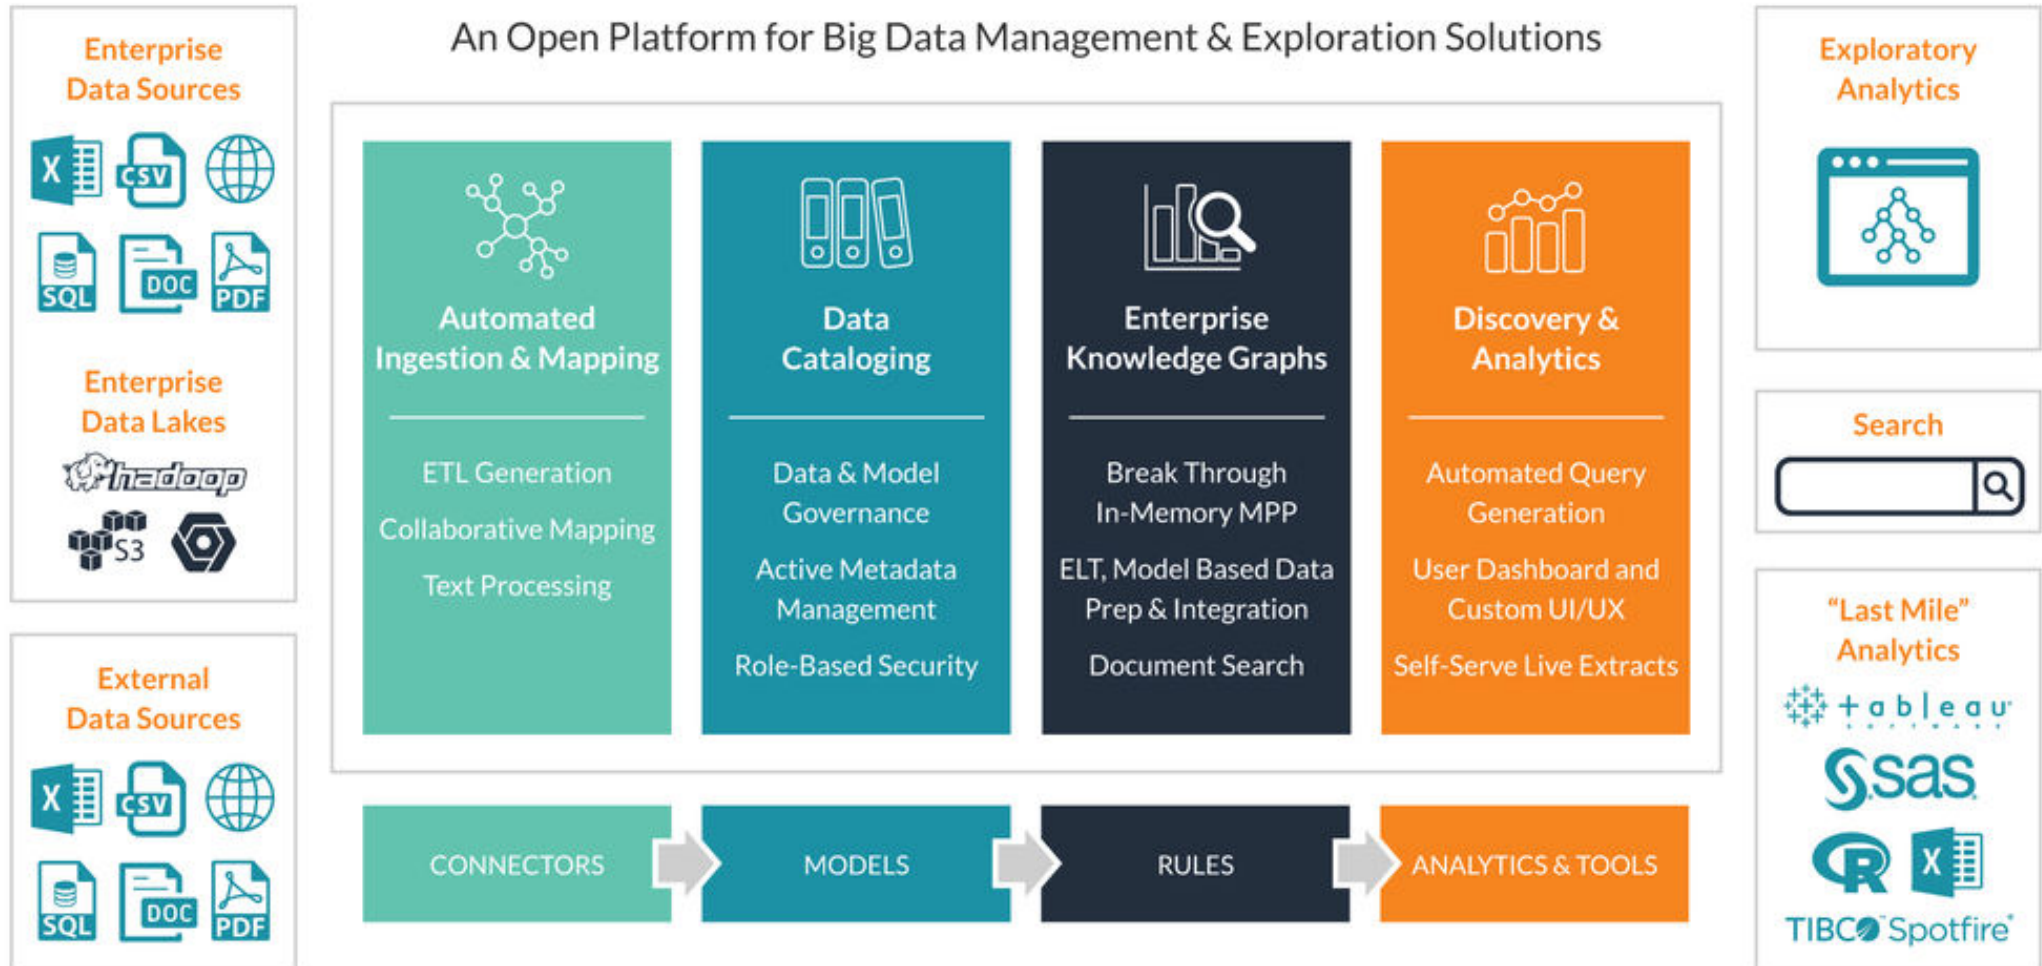 An Open Platform for Big Data Management & Exploration Solutions
Enterprise
Data Sources
X
CSV
SQL
DOC
PDF
Enterprise
Data Lakes
hadoop
S3
External
Data Sources
X
CSV
SQL
DOC
PDF
Automated
Ingestion & Mapping
ETL Generation
Collaborative Mapping
Text Processing
Data
Cataloging
Data & Model
Governance
Active Metadata
Management
Role-Based Security
Enterprise
Knowledge Graphs
Break Through
In-Memory MPP
ELT, Model Based Data
Prep & Integration
Document Search
Discovery &
Analytics
Automated Query
Generation
User Dashboard and
Custom UI/UX
Self-Serve Live Extracts
CONNECTORS
MODELS
RULES
ANALYTICS & TOOLS
Exploratory
Analytics
Search
“Last Mile”
Analytics
+ableau
SOFTWARE
sas
R
X
TIBCO Spotfire